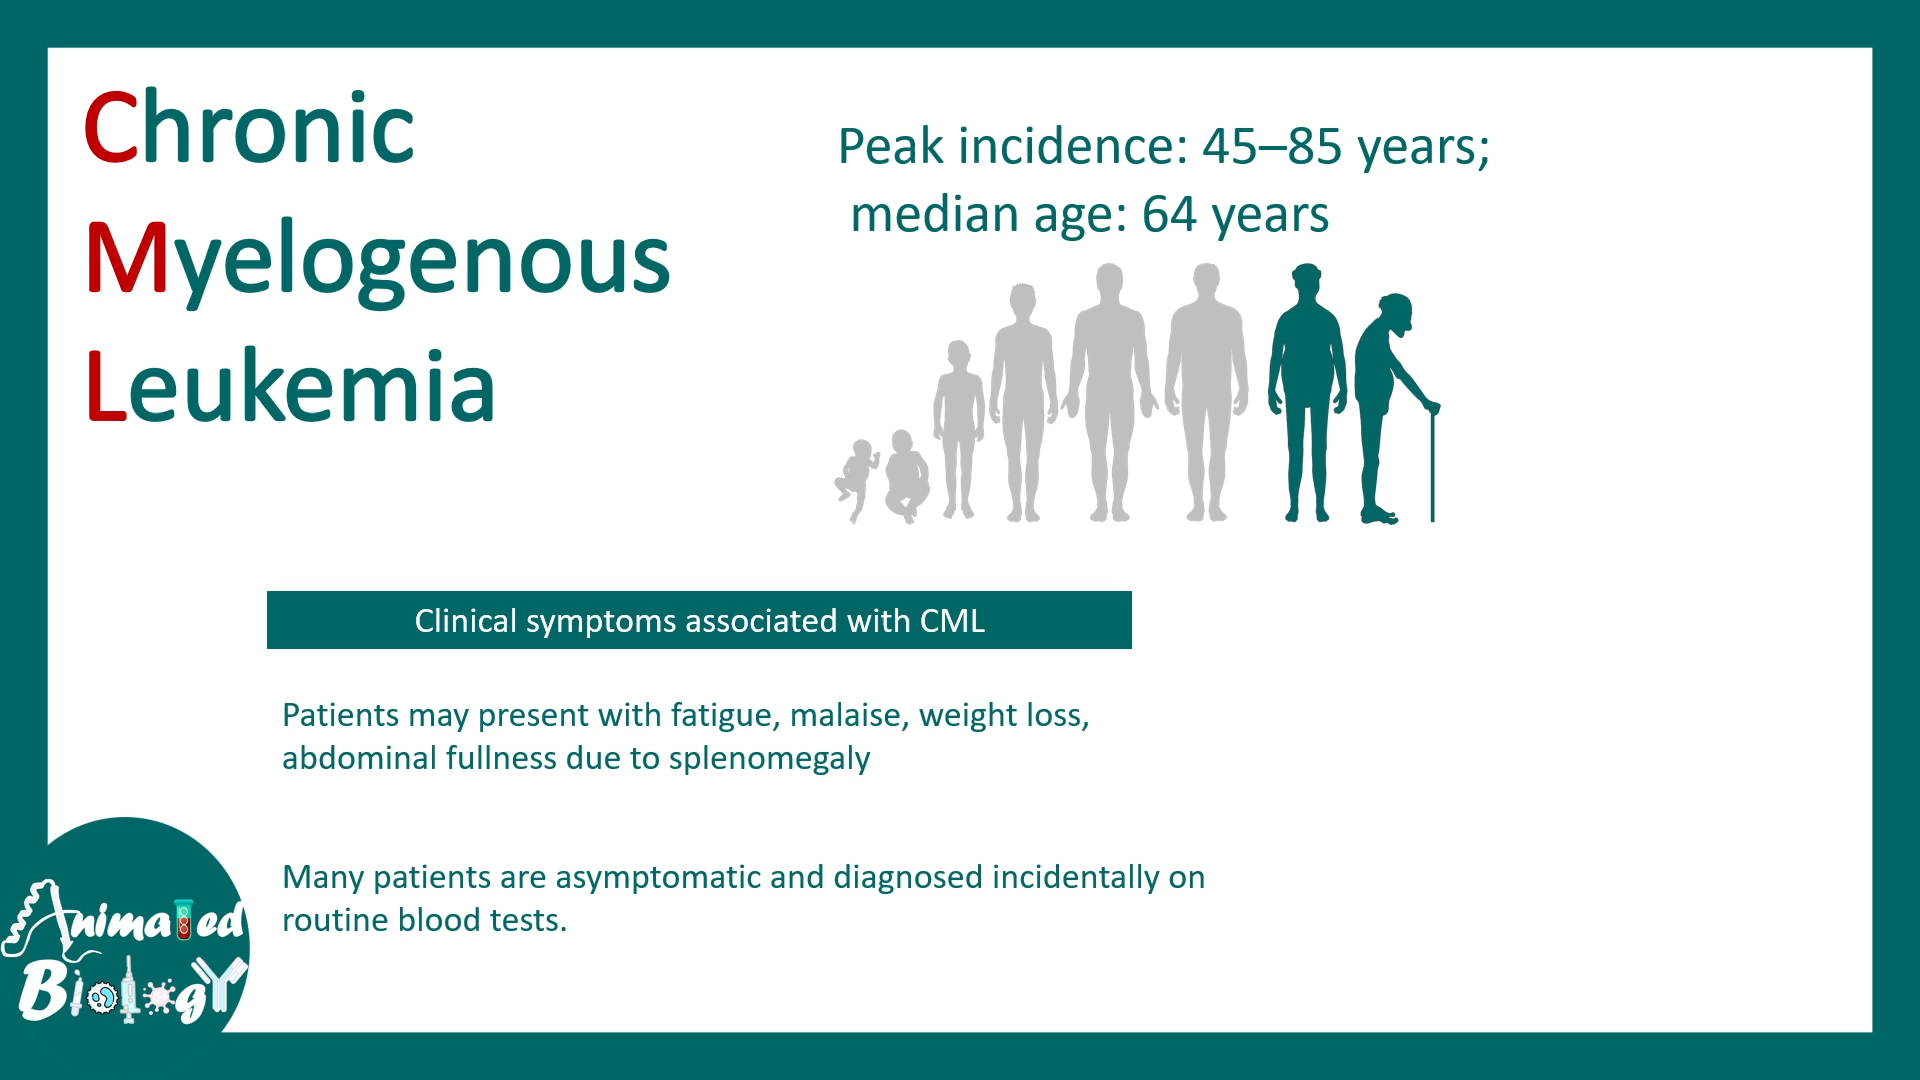 Chronic
Myelogenous
Leukemia
Peak incidence: 45–85 years;
median age: 64 years
Clinical symptoms associated with CML
Patients may present with fatigue, malaise, weight loss,
abdominal fullness due to splenomegaly
Many patients are asymptomatic and diagnosed incidentally on
routine blood tests.
Animated
Biology